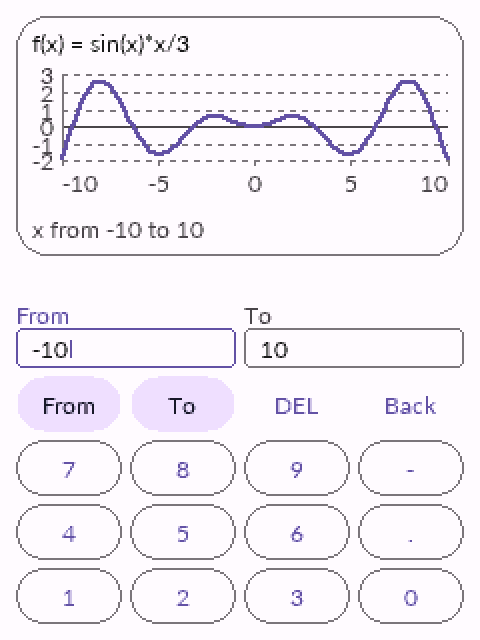 f(x) = sin(x)*x/3
3
2
1
0
-1
-2
-10 -5 0 5 10
x from -10 to 10
From To
-10 10
From To DEL Back
7 8 9 -
4 5 6 .
1 2 3 0